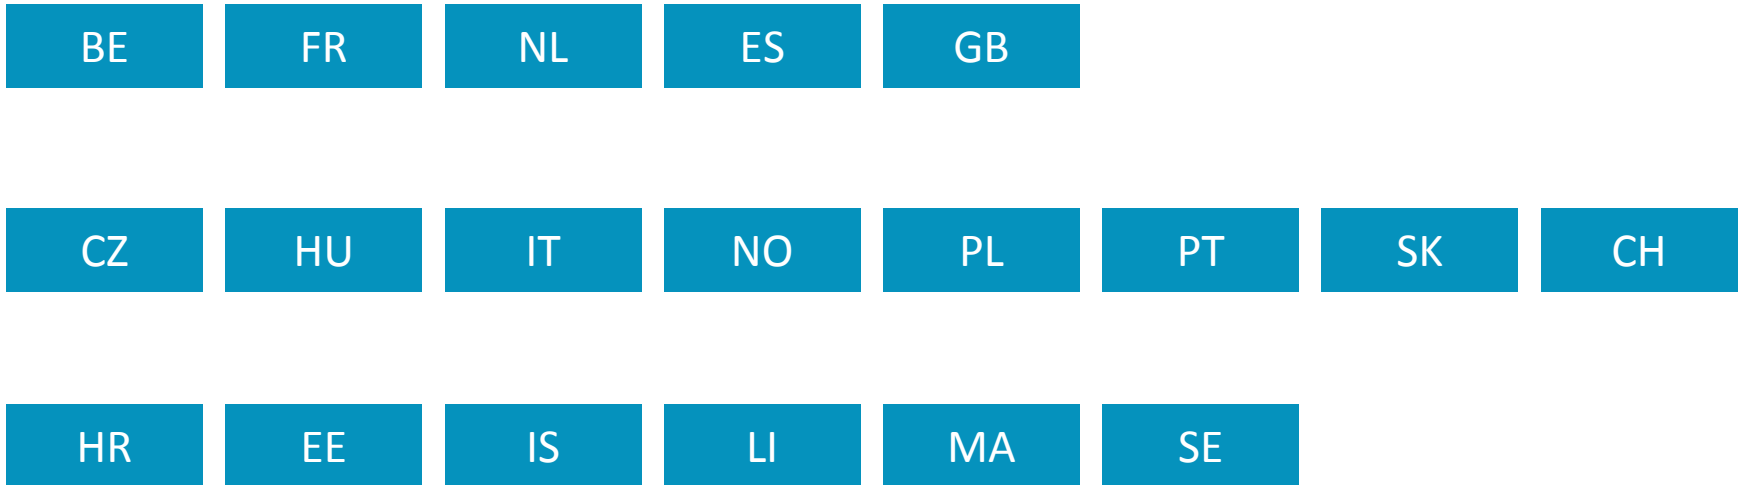 BE FR NL ES GB
CZ HU IT NO PL PT SK CH
HR EE IS LI MA SE